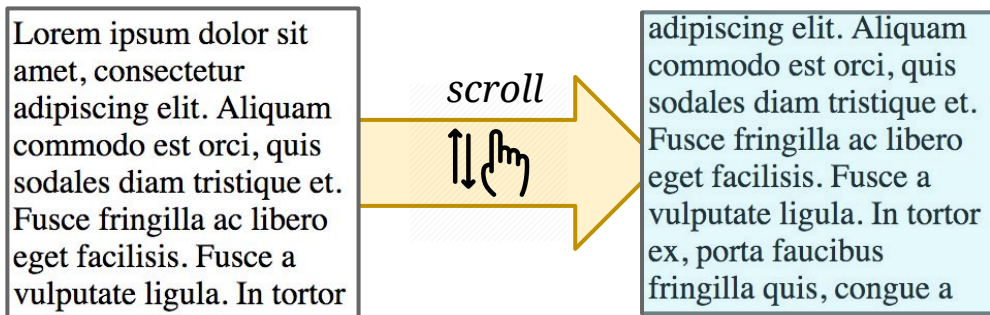 Lorem ipsum dolor sit
amet, consectetur
adipiscing elit. Aliquam
commodo est orci, quis
sodales diam tristique et.
Fusce fringilla ac libero
eget facilisis. Fusce a
vulputate ligula. In tortor
scroll
adipiscing elit. Aliquam
commodo est orci, quis
sodales diam tristique et.
Fusce fringilla ac libero
eget facilisis. Fusce a
vulputate ligula. In tortor
ex, porta faucibus
fringilla quis, congue a